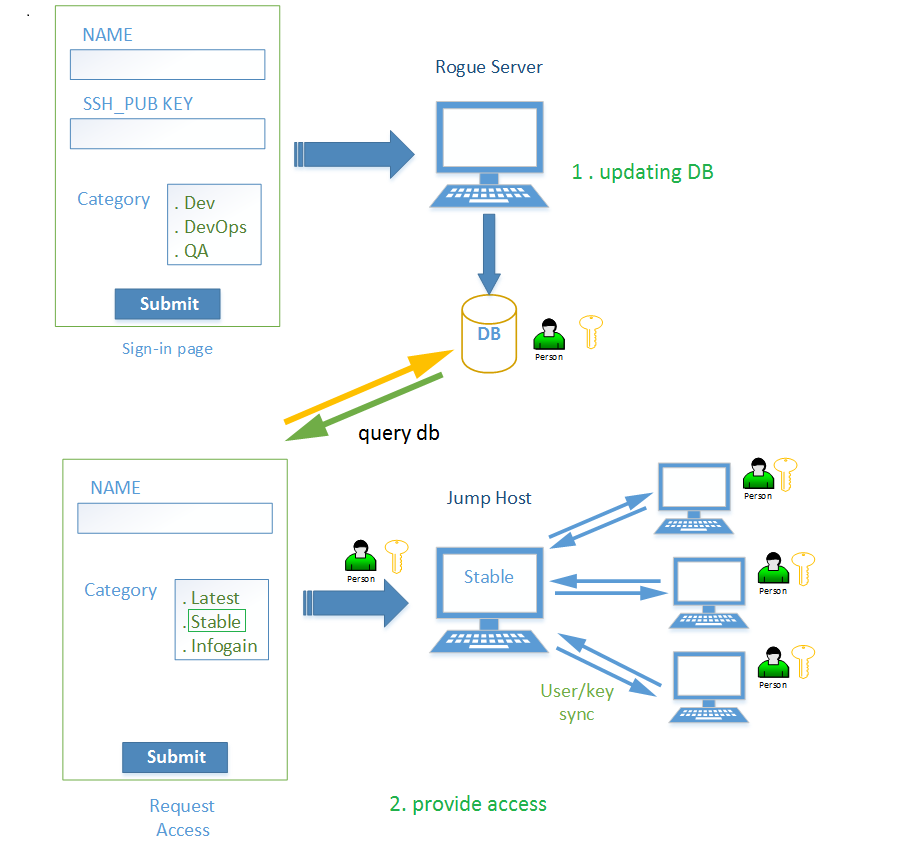 .
NAME
SSH_PUB KEY
Category
. Dev
. DevOps
. QA
Submit
Sign-in page
Rogue Server
1 . updating DB
DB
Person
query db
NAME
Category
. Latest
. Stable
. Infogain
Submit
Request
Access
Person
Jump Host
Stable
Person
Person
Person
User/key
sync
2. provide access